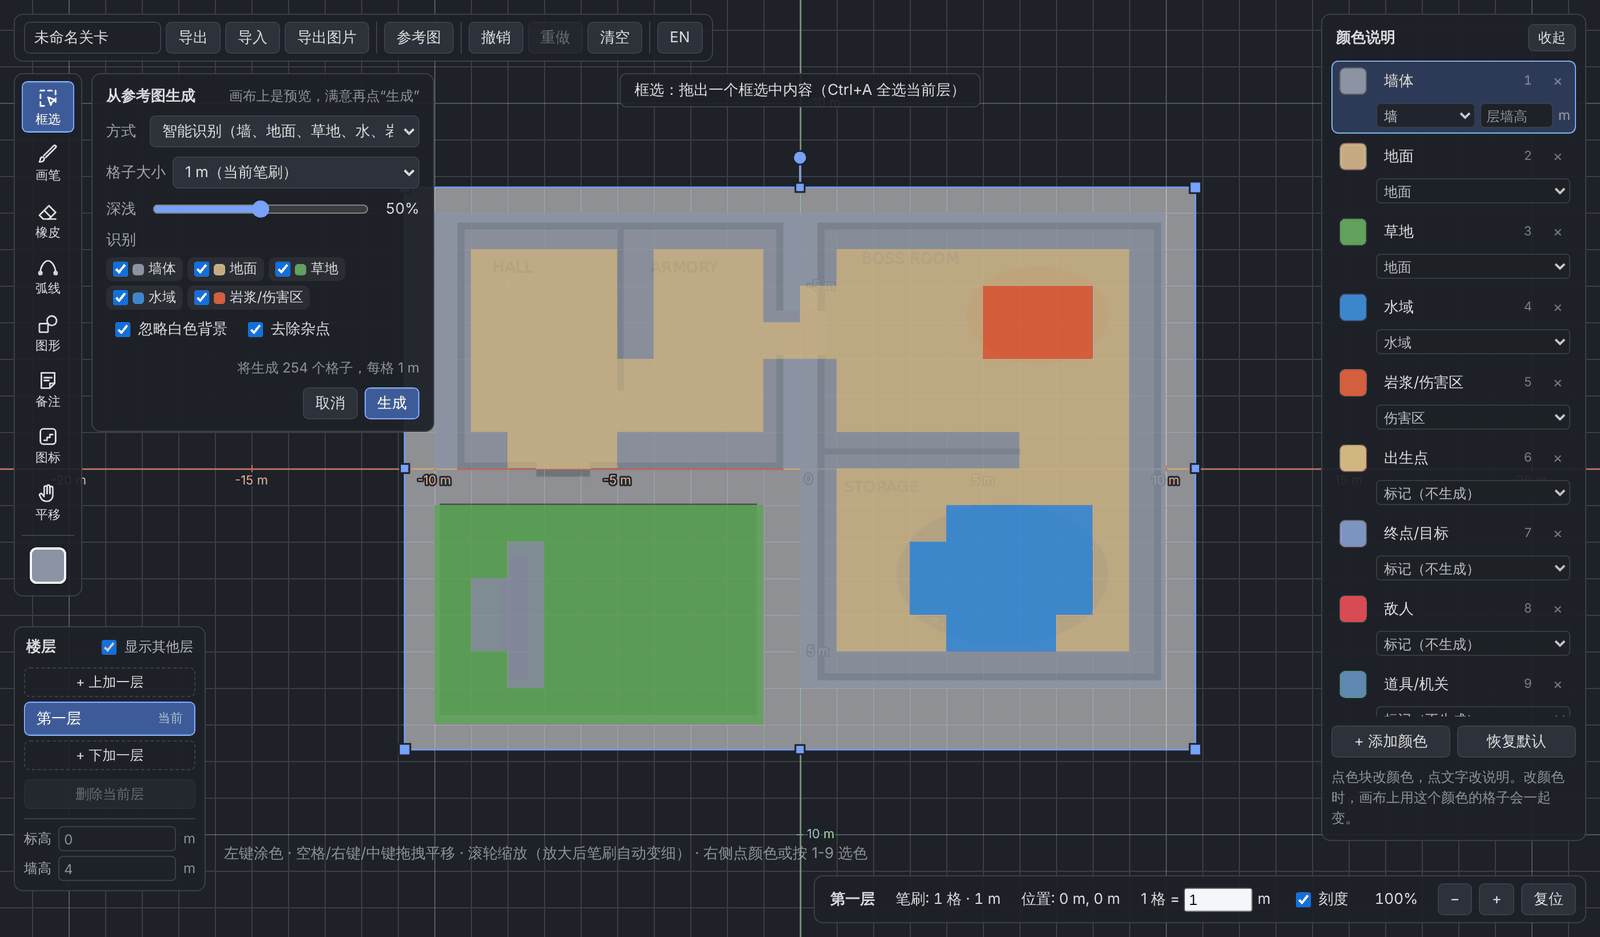 未命名关卡 导出 导入 导出图片 参考图 撤销 重做 清空 EN
框选
画笔
橡皮
弧线
图形
备注
图标
平移
从参考图生成 画布上是预览，满意再点“生成”
方式 智能识别（墙、地面、草地、水、岩
格子大小 1 m（当前笔刷）
深浅 50%
识别
墙体 地面 草地
水域 岩浆/伤害区
忽略白色背景 去除杂点
将生成 254 个格子，每格 1 m
取消 生成
框选：拖出一个框选中内容（Ctrl+A 全选当前层）
HALL ARMORY BOSS ROOM
-5 m
-15 m -10 m -5 m 0 5 m 10 m 15 m
STORAGE
5 m
10 m
楼层 显示其他层
+ 上加一层
第一层 当前
+ 下加一层
删除当前层
标高 0 m
墙高 4 m
左键涂色 · 空格/右键/中键拖拽平移 · 滚轮缩放（放大后笔刷自动变细） · 右侧点颜色或按 1-9 选色
第一层 笔刷: 1 格 · 1 m 位置: 0 m, 0 m 1 格 = 1 m 刻度 100% − + 复位
颜色说明 收起
墙体 1 ×
墙 层墙高 m
地面 2 ×
地面
草地 3 ×
地面
水域 4 ×
水域
岩浆/伤害区 5 ×
伤害区
出生点 6 ×
标记（不生成）
终点/目标 7 ×
标记（不生成）
敌人 8 ×
标记（不生成）
道具/机关 9 ×
+ 添加颜色 恢复默认
点色块改颜色，点文字改说明。改颜色
时，画布上用这个颜色的格子会一起
变。